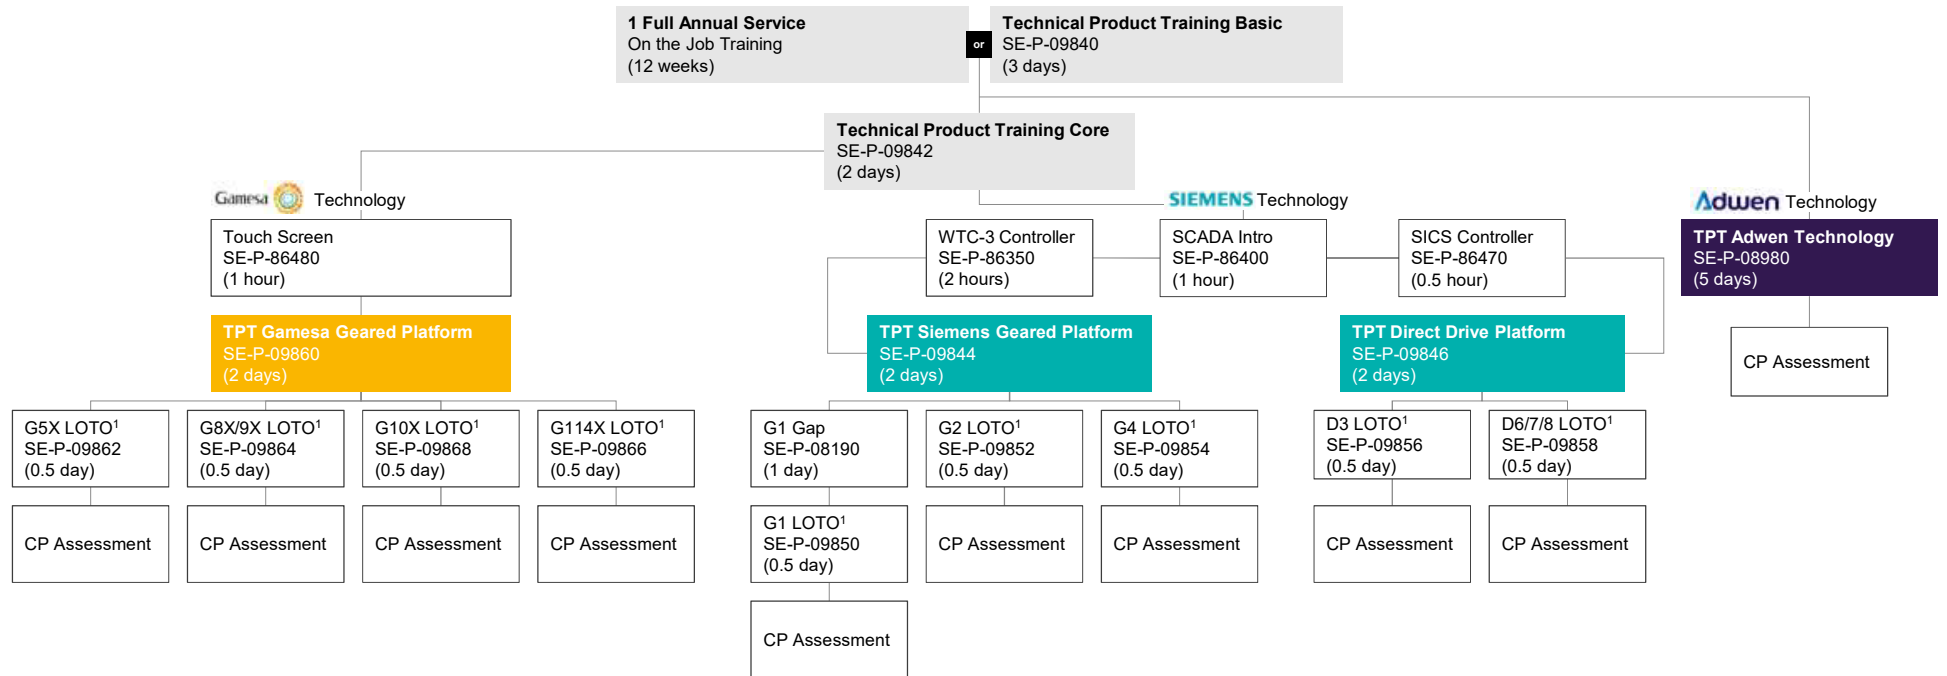 1 Full Annual Service
On the Job Training
(12 weeks)
or
Technical Product Training Basic
SE-P-09840
(3 days)
Technical Product Training Core
SE-P-09842
(2 days)
Gamesa Technology
SIEMENS Technology
Adwen Technology
Touch Screen
SE-P-86480
(1 hour)
WTC-3 Controller
SE-P-86350
(2 hours)
SCADA Intro
SE-P-86400
(1 hour)
SICS Controller
SE-P-86470
(0.5 hour)
TPT Adwen Technology
SE-P-08980
(5 days)
TPT Gamesa Geared Platform
SE-P-09860
(2 days)
TPT Siemens Geared Platform
SE-P-09844
(2 days)
TPT Direct Drive Platform
SE-P-09846
(2 days)
CP Assessment
G5X LOTO¹
SE-P-09862
(0.5 day)
G8X/9X LOTO¹
SE-P-09864
(0.5 day)
G10X LOTO¹
SE-P-09868
(0.5 day)
G114X LOTO¹
SE-P-09866
(0.5 day)
G1 Gap
SE-P-08190
(1 day)
G2 LOTO¹
SE-P-09852
(0.5 day)
G4 LOTO¹
SE-P-09854
(0.5 day)
D3 LOTO¹
SE-P-09856
(0.5 day)
D6/7/8 LOTO¹
SE-P-09858
(0.5 day)
CP Assessment
CP Assessment
CP Assessment
CP Assessment
G1 LOTO¹
SE-P-09850
(0.5 day)
CP Assessment
CP Assessment
CP Assessment
CP Assessment
CP Assessment